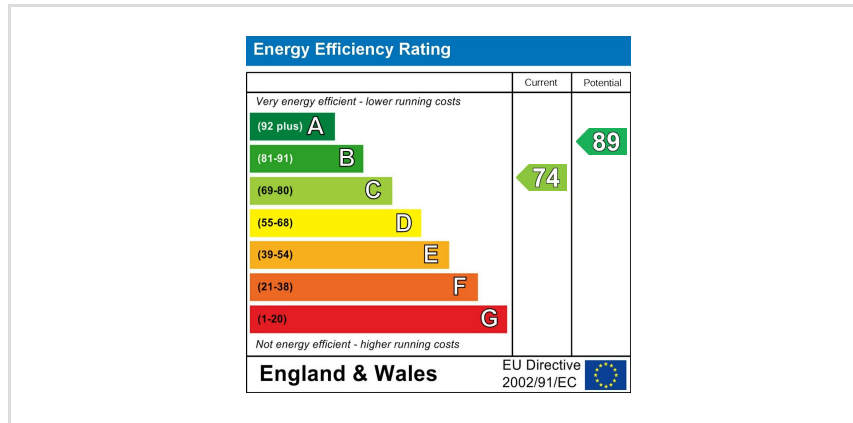 Energy Efficiency Rating
Current Potential
Very energy efficient - lower running costs
(92 plus) A
(81-91) B
(69-80) C
(55-68) D
(39-54) E
(21-38) F
(1-20) G
74
89
Not energy efficient - higher running costs
England & Wales
EU Directive
2002/91/EC